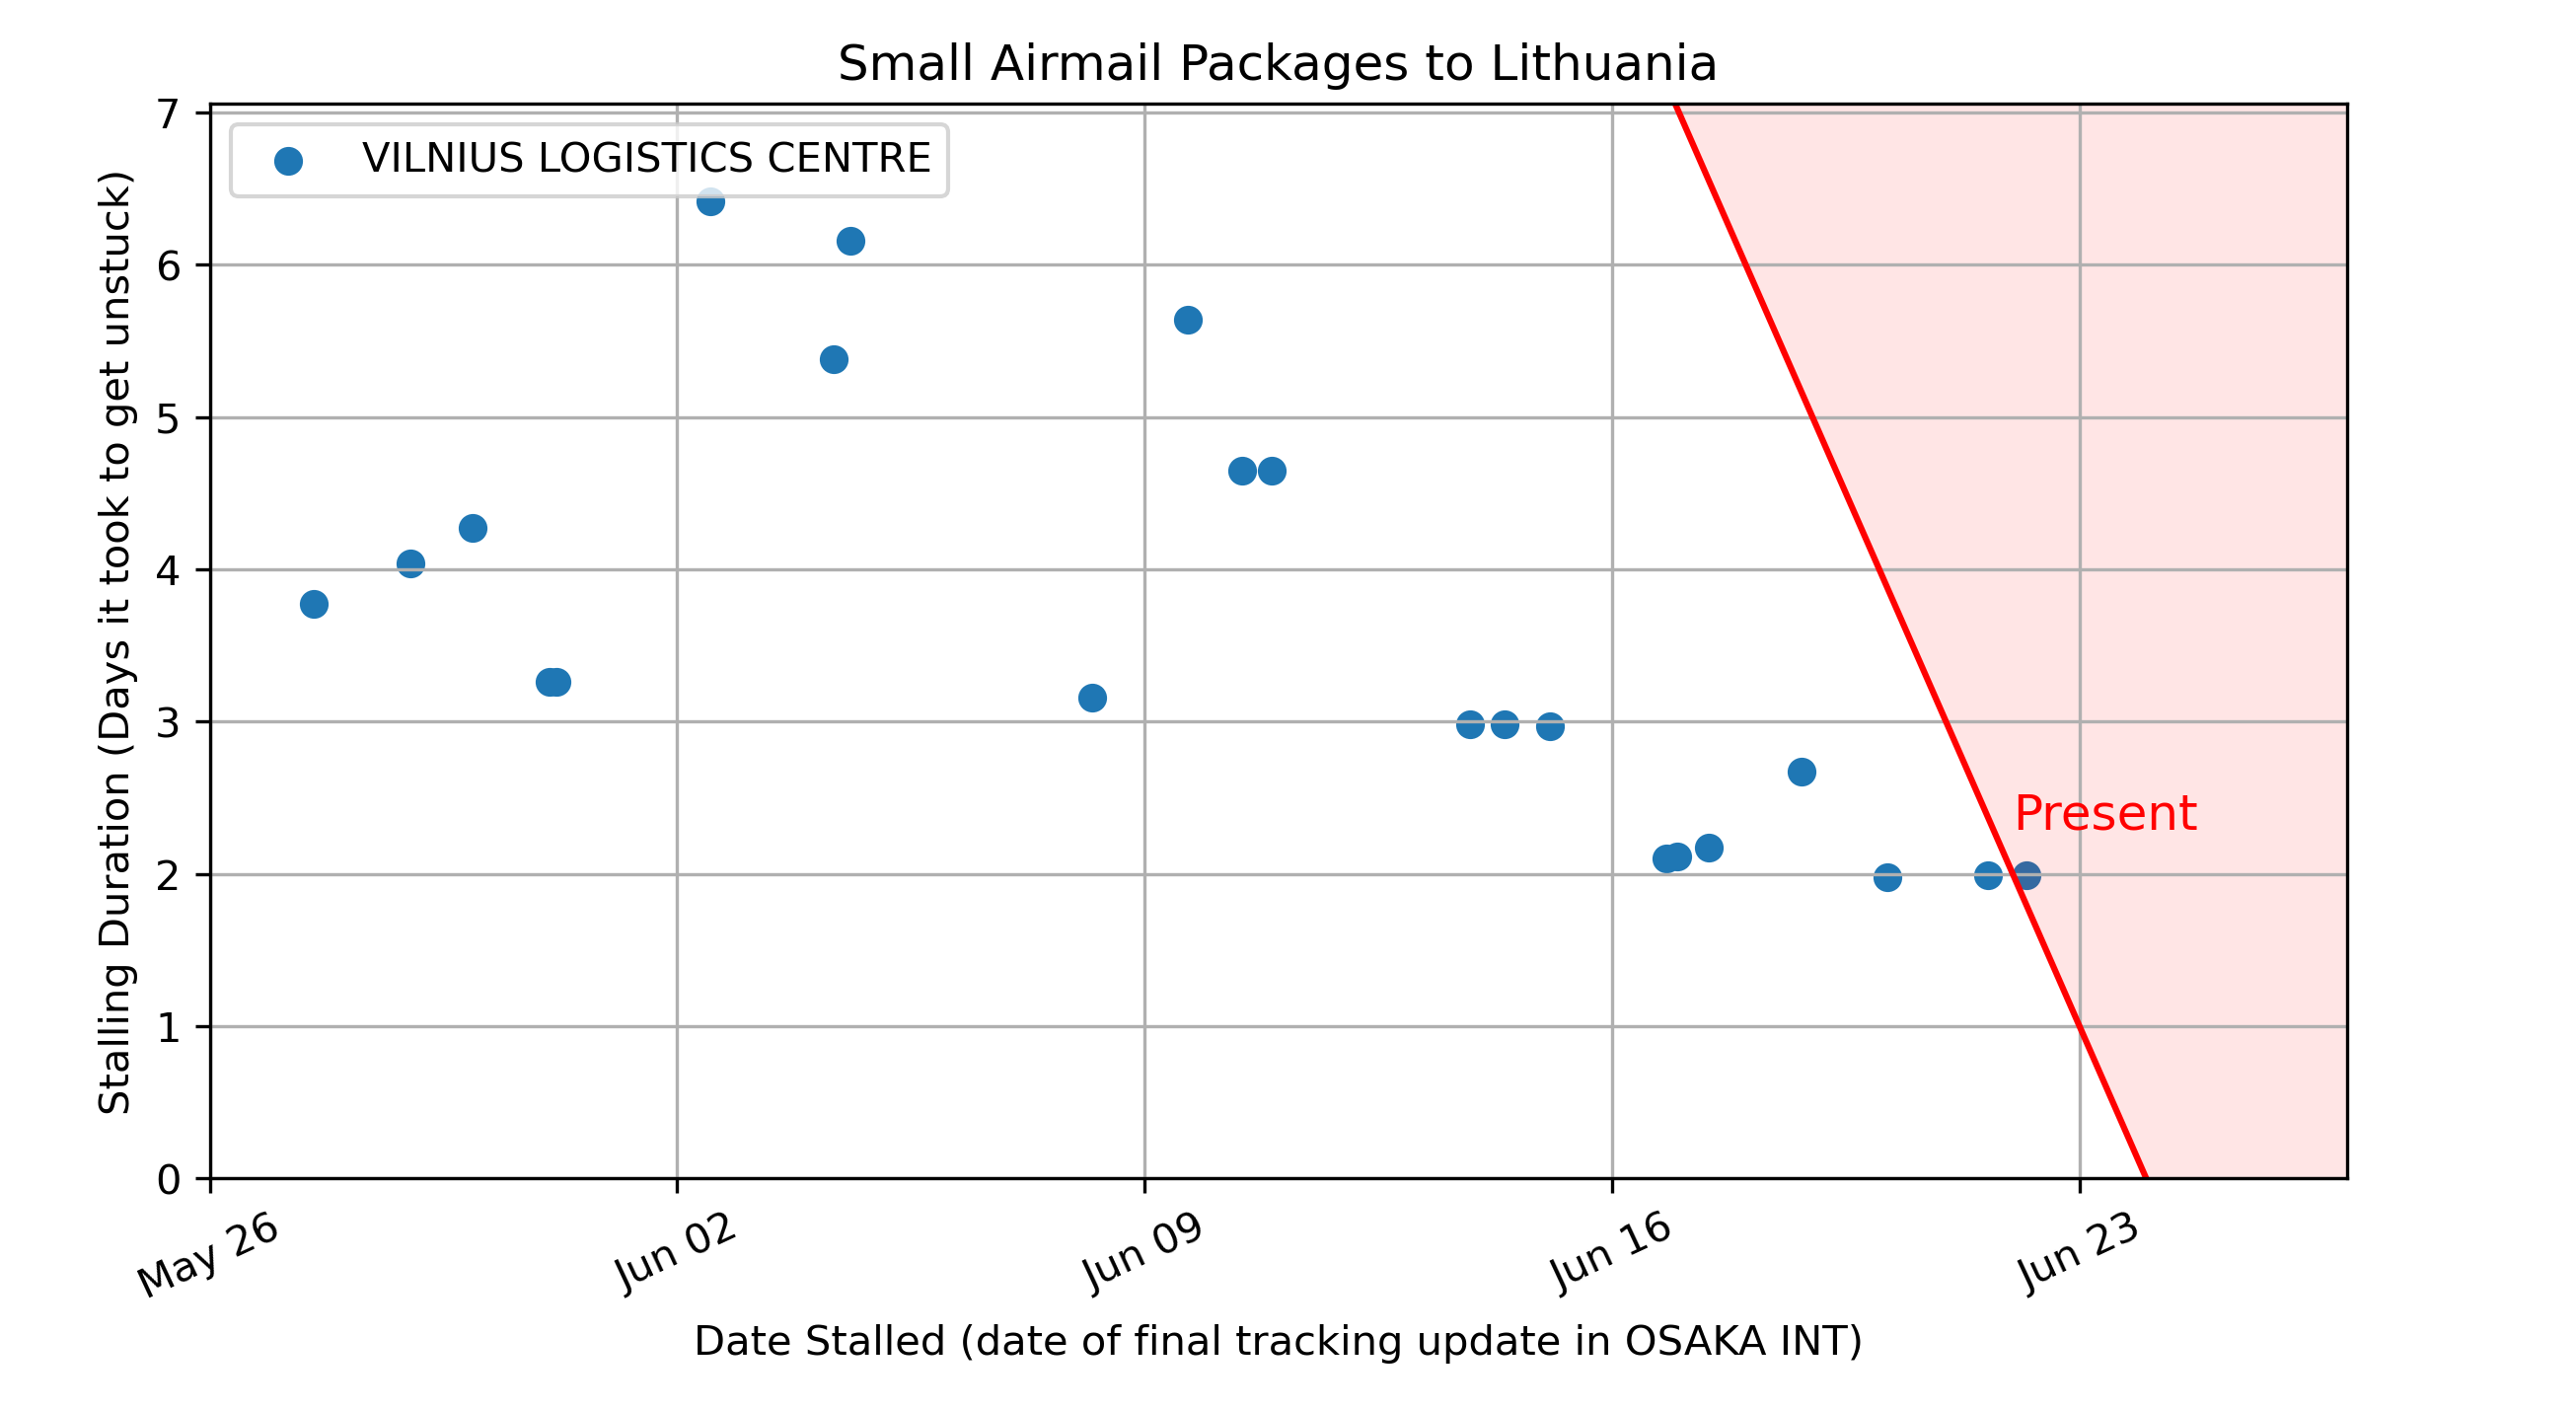 Small Airmail Packages to Lithuania
VILNIUS LOGISTICS CENTRE
Stalling Duration (Days it took to get unstuck)
7
6
5
4
3
2
1
0
Present
May 26
Jun 02
Jun 09
Jun 16
Jun 23
Date Stalled (date of final tracking update in OSAKA INT)